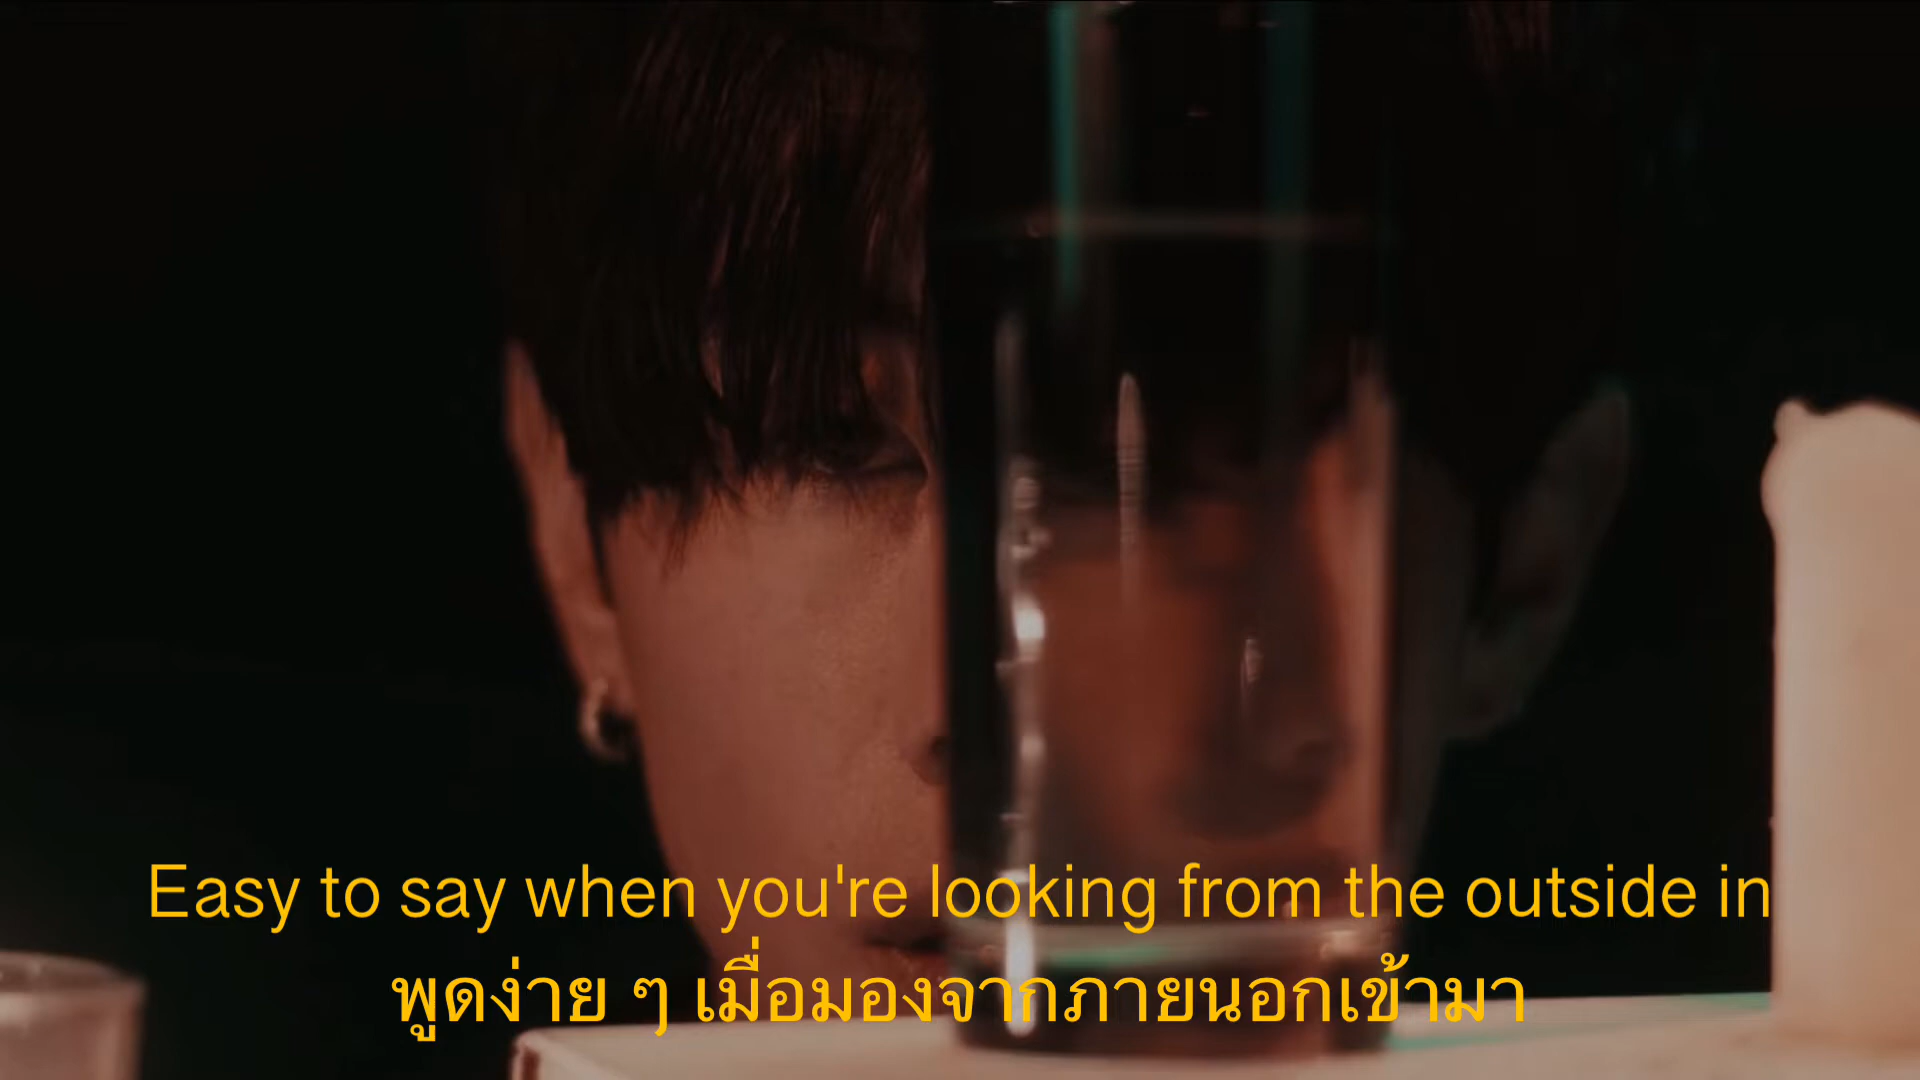 Easy to say when you're looking from the outside in
พูดง่าย ๆ เมื่อมองจากภายนอกเข้ามา